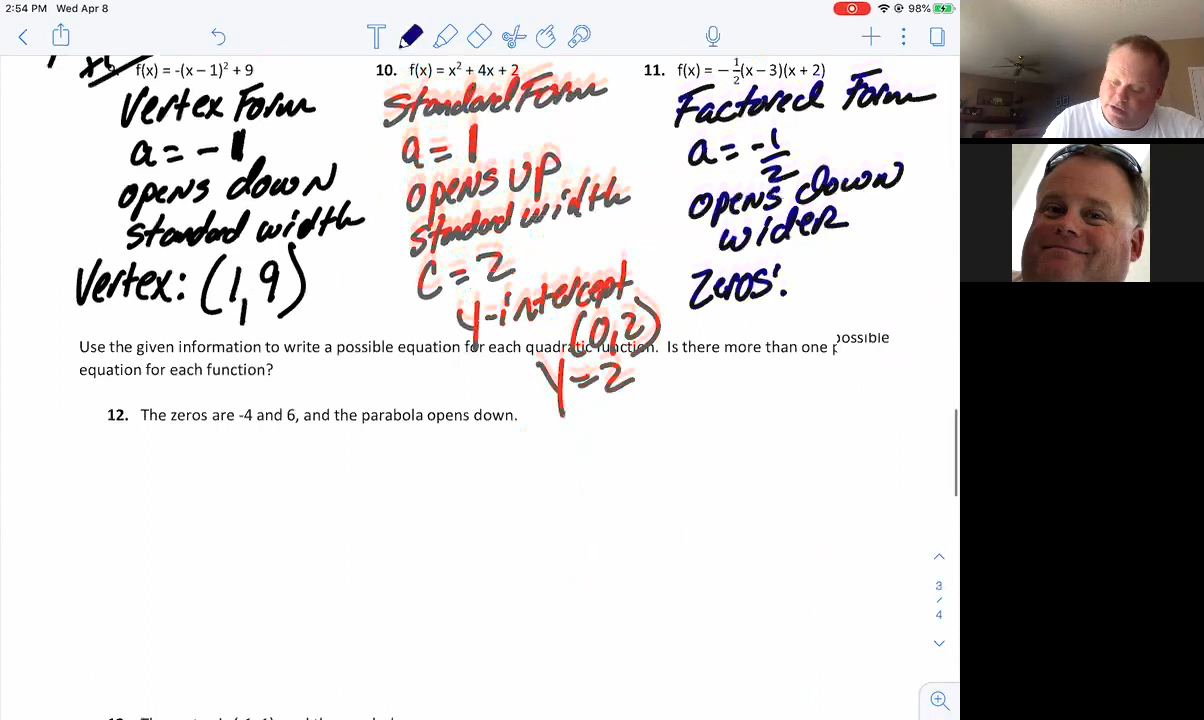 2:54 PM Wed Apr 8
98%
f(x) = -(x – 1)² + 9
Vertex Form
a = -1
opens down
standard width
Vertex: (1,9)
10. f(x) = x² + 4x + 2
Standard Form
a = 1
opens up
standard width
c = 2
y-intercept
(0,2)
y = 2
11. f(x) = –½(x – 3)(x + 2)
Factored Form
a = -1/2
opens down
wider
Zeros:
Use the given information to write a possible equation for each quadratic function. Is there more than one possible
equation for each function?
12. The zeros are -4 and 6, and the parabola opens down.
3
/
4